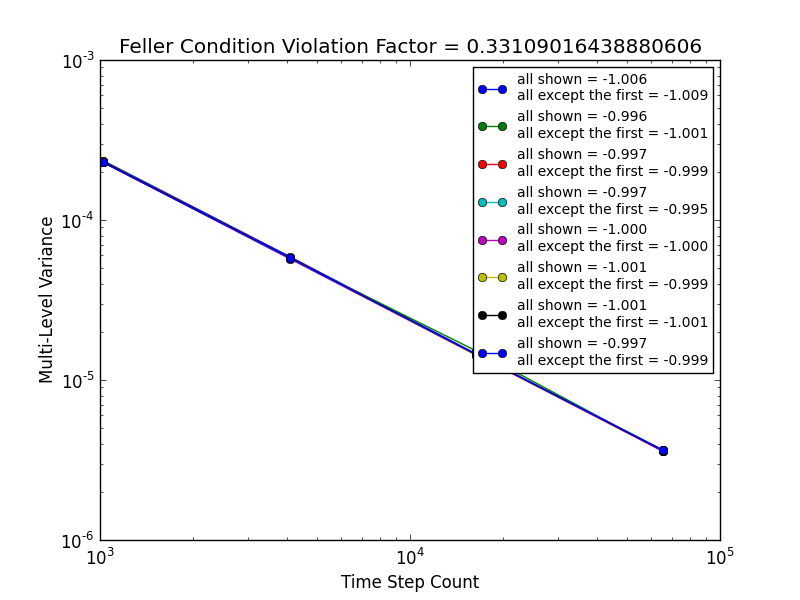 Feller Condition Violation Factor = 0.33109016438880606
10^-3
all shown = -1.006
all except the first = -1.009
all shown = -0.996
all except the first = -1.001
all shown = -0.997
all except the first = -0.999
all shown = -0.997
all except the first = -0.995
all shown = -1.000
all except the first = -1.000
all shown = -1.001
all except the first = -0.999
all shown = -1.001
all except the first = -1.001
all shown = -0.997
all except the first = -0.999
10^-4
Multi-Level Variance
10^-5
10^-6
10^3
10^4
10^5
Time Step Count